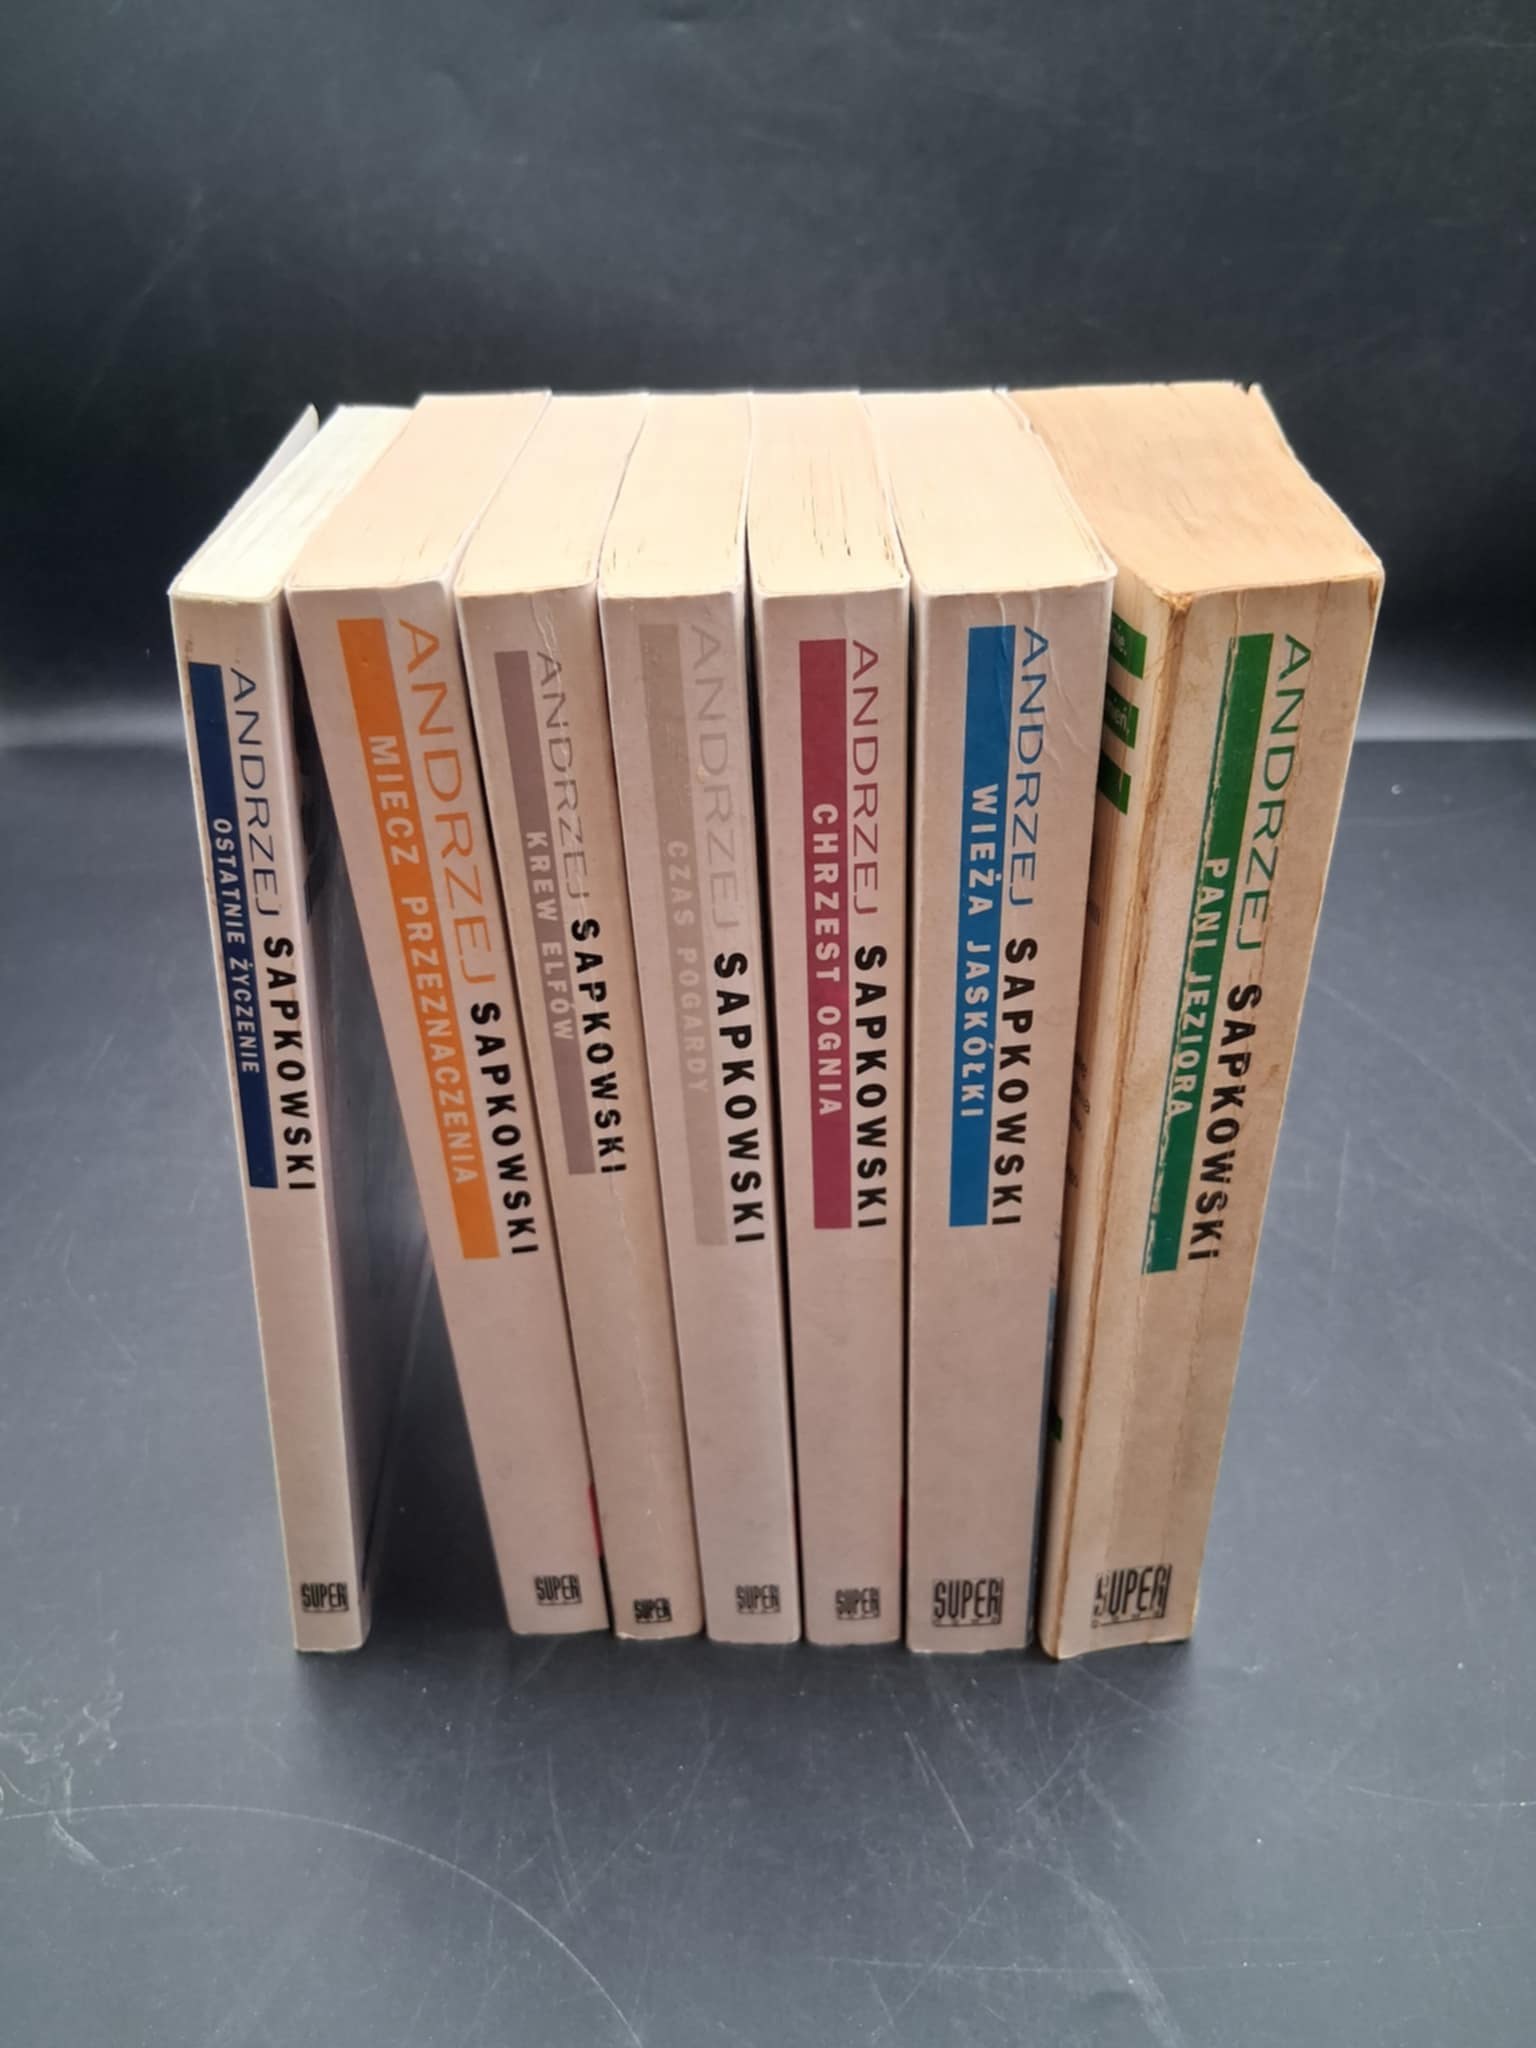 ANDRZEJ SAPKOWSKI
OSTATNIE ŻYCZENIE
SUPER
ANDRZEJ SAPKOWSKI
MIECZ PRZEZNACZENIA
SUPER
ANDRZEJ SAPKOWSKI
KREW ELFÓW
SUPER
ANDRZEJ SAPKOWSKI
CZAS POGARDY
SUPER
ANDRZEJ SAPKOWSKI
CHRZEST OGNIA
SUPER
ANDRZEJ SAPKOWSKI
WIEŻA JASKÓŁKI
SUPER
ANDRZEJ SAPKOWSKI
PANI JEZIORA
SUPER